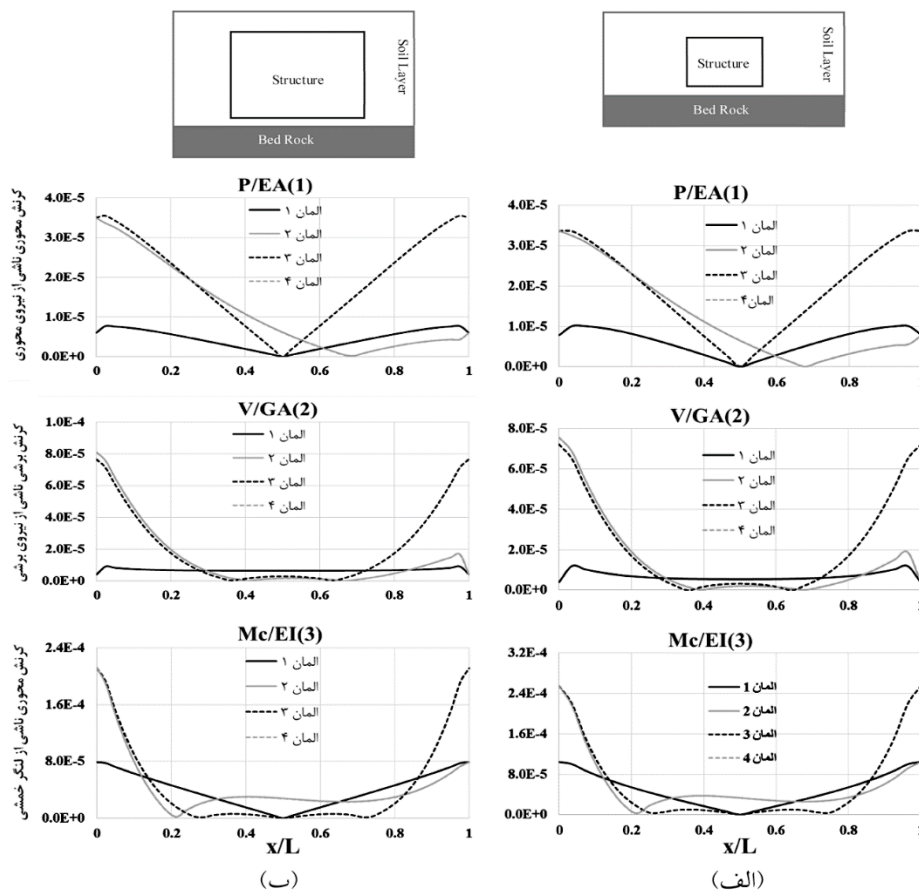 Structure
Soil Layer
Bed Rock
Structure
Soil Layer
Bed Rock
P/EA(1)
کرنش محوری ناشی از نیروی محوری
4.0E-5
3.0E-5
2.0E-5
1.0E-5
0.0E+0
المان ۱
المان ۲
المان ۳
المان ۴
0 0.2 0.4 0.6 0.8 1
P/EA(1)
4.0E-5
3.0E-5
2.0E-5
1.0E-5
0.0E+0
المان ۱
المان ۲
المان ۳
المان۴
0 0.2 0.4 0.6 0.8 1
V/GA(2)
کرنش برشی ناشی از نیروی برشی
1.0E-4
8.0E-5
6.0E-5
4.0E-5
2.0E-5
0.0E+0
المان ۱
المان ۲
المان ۳
المان ۴
0 0.2 0.4 0.6 0.8 1
V/GA(2)
8.0E-5
6.0E-5
4.0E-5
2.0E-5
0.0E+0
المان ۱
المان ۲
المان ۳
المان ۴
0 0.2 0.4 0.6 0.8 1
Mc/EI(3)
کرنش محوری ناشی از لنگر خمشی
2.4E-4
1.6E-4
8.0E-5
0.0E+0
المان ۱
المان ۲
المان ۳
المان ۴
0 0.2 0.4 0.6 0.8 1
x/L
(ب)
Mc/EI(3)
3.2E-4
2.4E-4
1.6E-4
8.0E-5
0.0E+0
المان 1
المان 2
المان 3
المان 4
0 0.2 0.4 0.6 0.8 1
x/L
(الف)